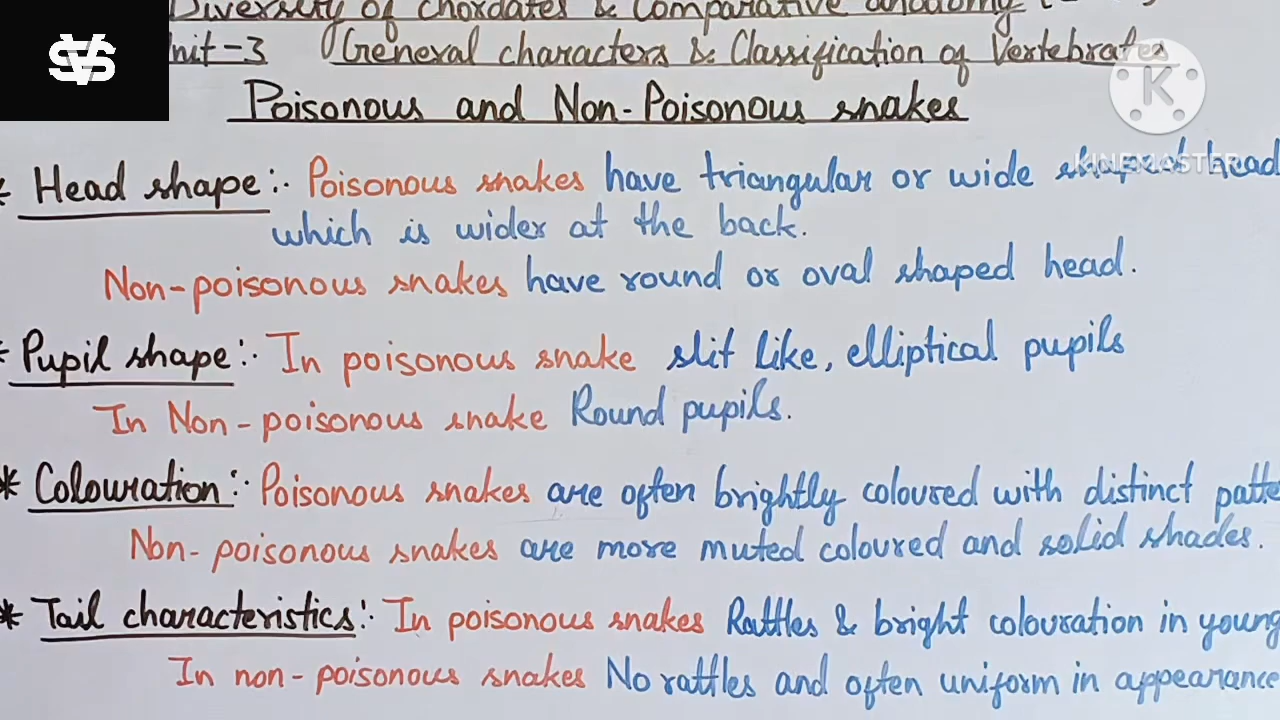 Diversity of chordates & Comparative anatomy
Unit-3 General characters & Classification of Vertebrates
Poisonous and Non-Poisonous snakes
SVS
K
KINEMASTER
Head shape:- Poisonous snakes have triangular or wide shaped head
which is wider at the back.
Non-poisonous snakes have round or oval shaped head.
Pupil shape:- In poisonous snake slit like, elliptical pupils
In Non-poisonous snake Round pupils.
* Colouration:- Poisonous snakes are often brightly coloured with distinct patte
Non-poisonous snakes are more muted coloured and solid shades.
* Tail characteristics:- In poisonous snakes Rattles & bright colouration in young
In non-poisonous snakes No rattles and often uniform in appearance